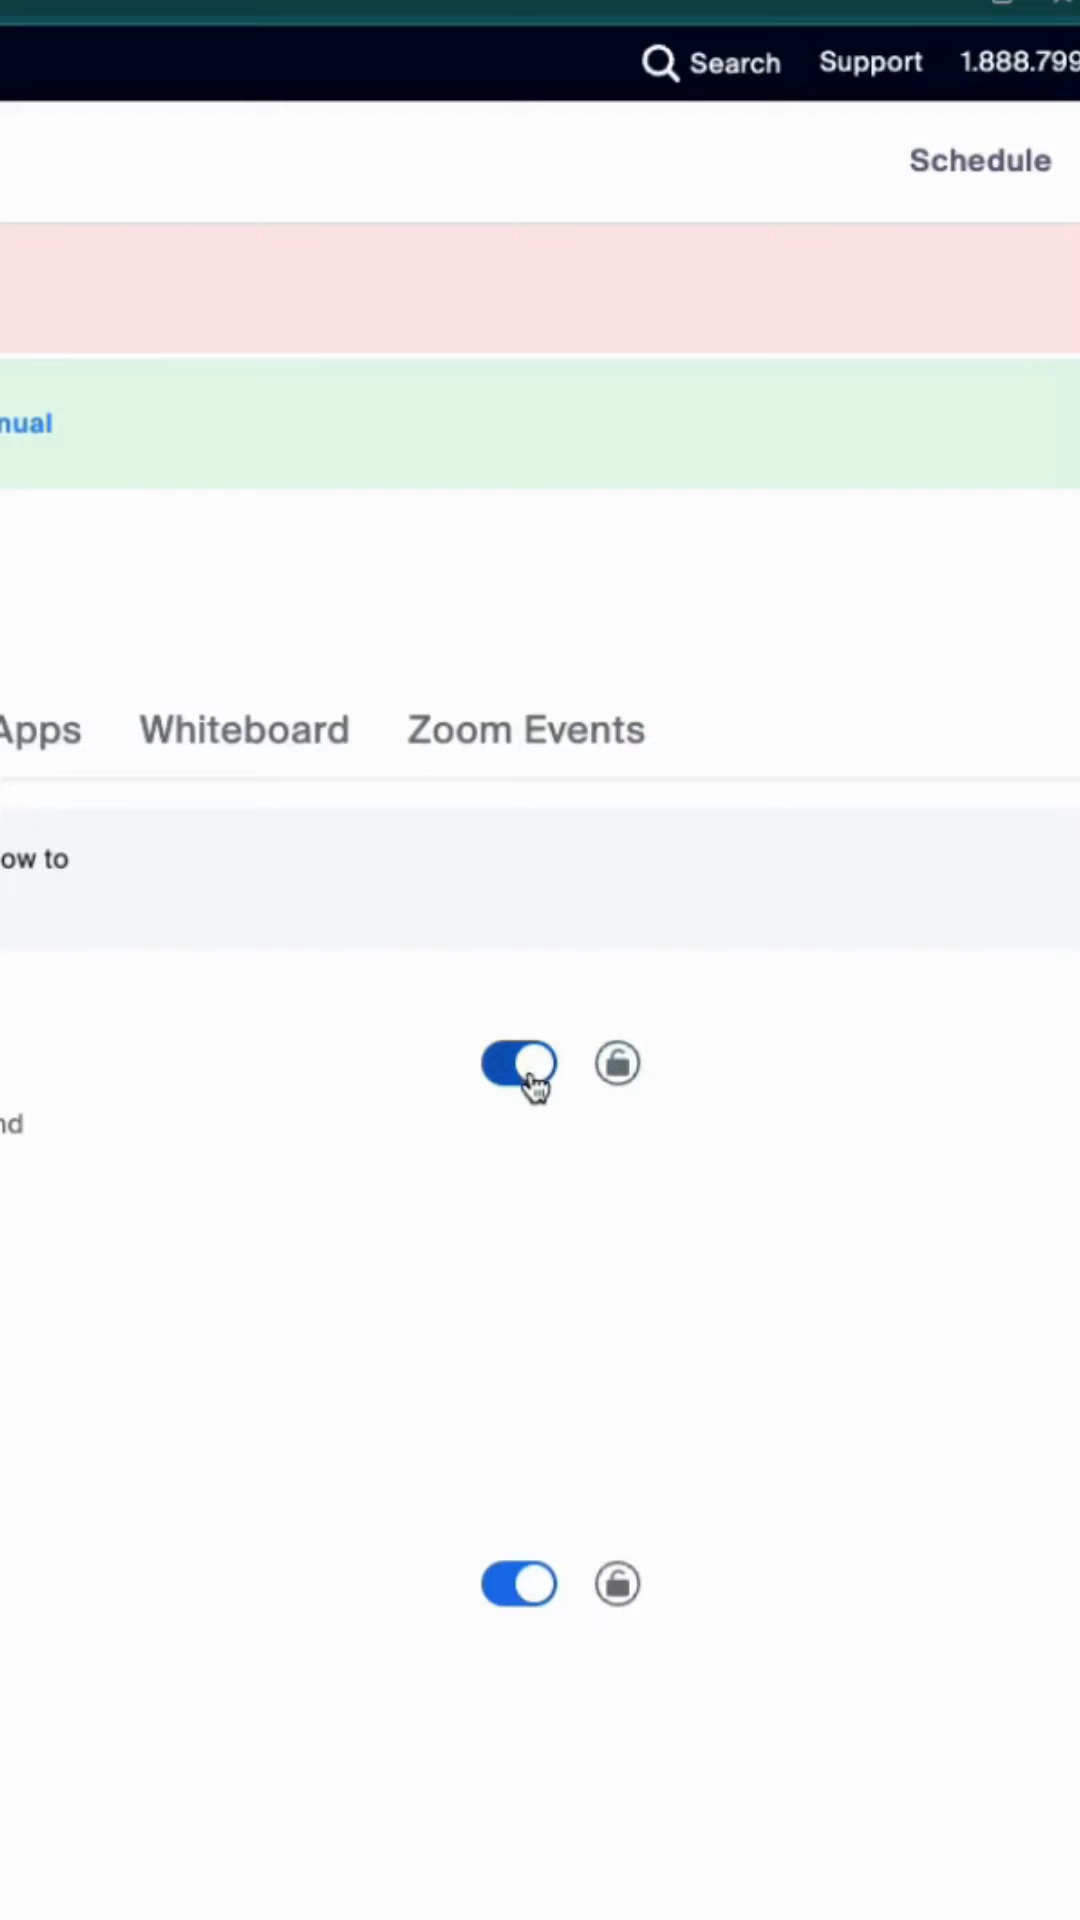 Search Support 1.888.799
Schedule
nual
Apps Whiteboard Zoom Events
ow to
nd